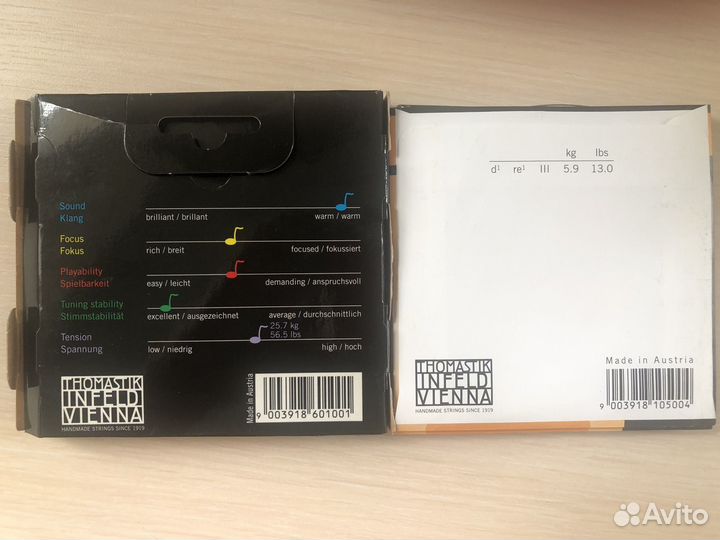 Sound
Klang
brilliant / brillant
warm / warm
Focus
Fokus
rich / breit
focused / fokussiert
Playability
Spielbarkeit
easy / leicht
demanding / anspruchsvoll
Tuning stability
Stimmstabilität
excellent / ausgezeichnet
average / durchschnittlich
Tension
Spannung
25.7 kg
56.5 lbs
low / niedrig
high / hoch
THOMASTIK
INFELD
VIENNA
HANDMADE STRINGS SINCE 1919
Made in Austria
9 003918 601001
kg lbs
d¹ re¹ III 5.9 13.0
THOMASTIK
INFELD
VIENNA
HANDMADE STRINGS SINCE 1919
Made in Austria
9 003918 105004
Avito